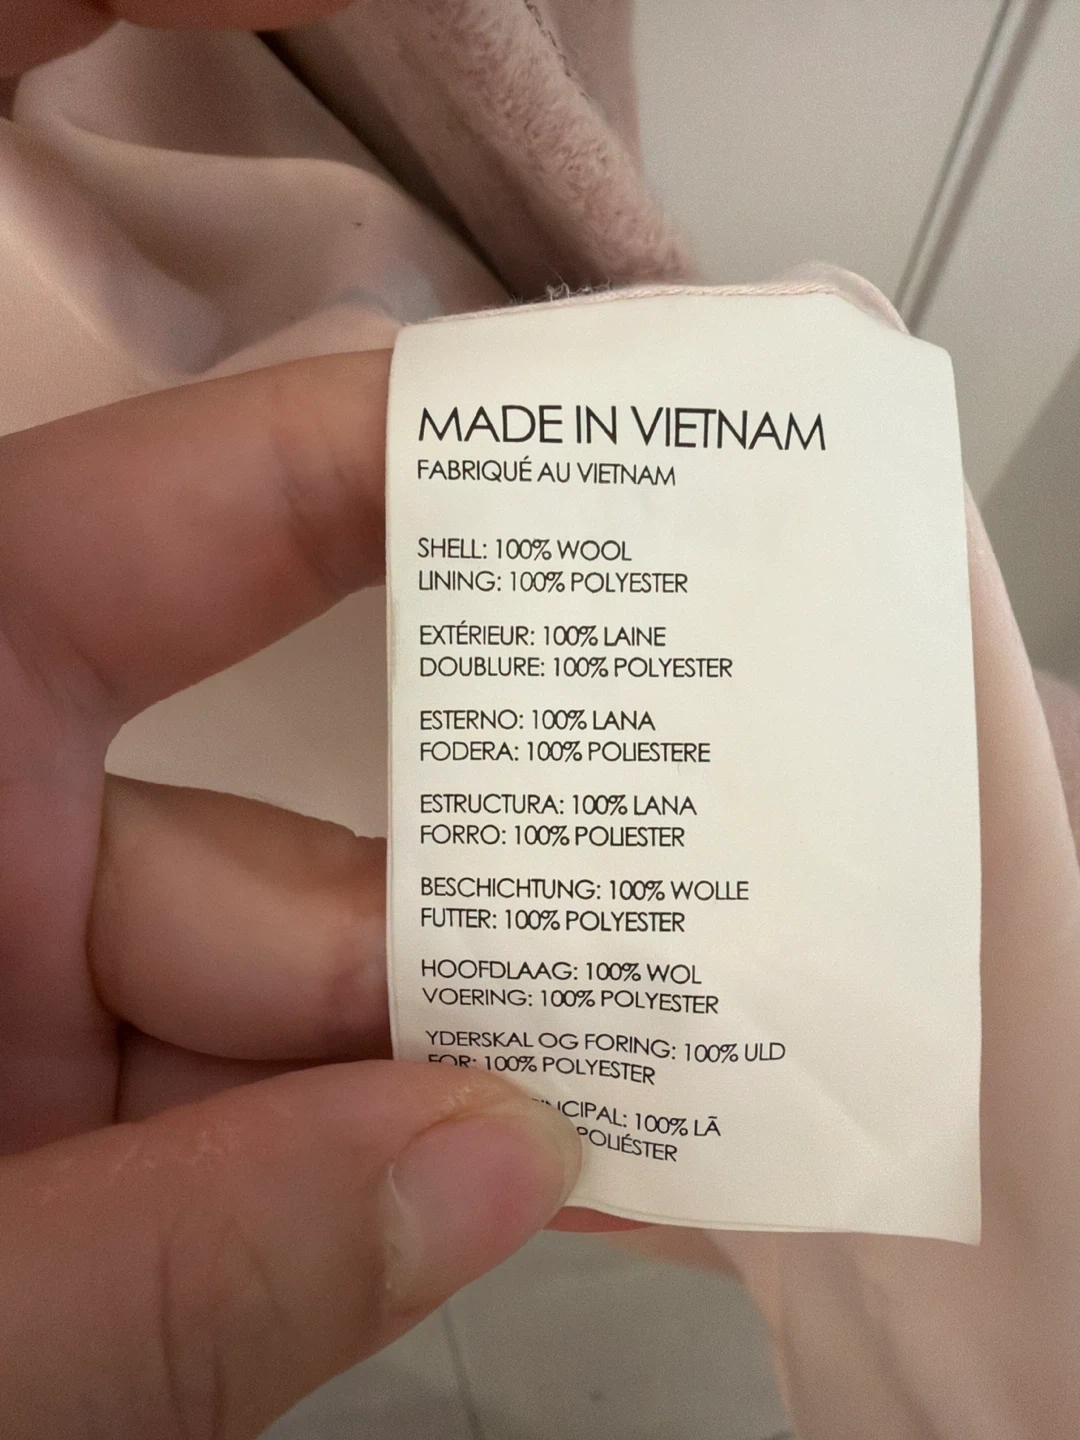 MADE IN VIETNAM
FABRIQUÉ AU VIETNAM
SHELL: 100% WOOL
LINING: 100% POLYESTER
EXTÉRIEUR: 100% LAINE
DOUBLURE: 100% POLYESTER
ESTERNO: 100% LANA
FODERA: 100% POLIESTERE
ESTRUCTURA: 100% LANA
FORRO: 100% POLIESTER
BESCHICHTUNG: 100% WOLLE
FUTTER: 100% POLYESTER
HOOFDLAAG: 100% WOL
VOERING: 100% POLYESTER
YDERSKAL OG FORING: 100% ULD
FOR: 100% POLYESTER
100% LÃ
POLIÉSTER